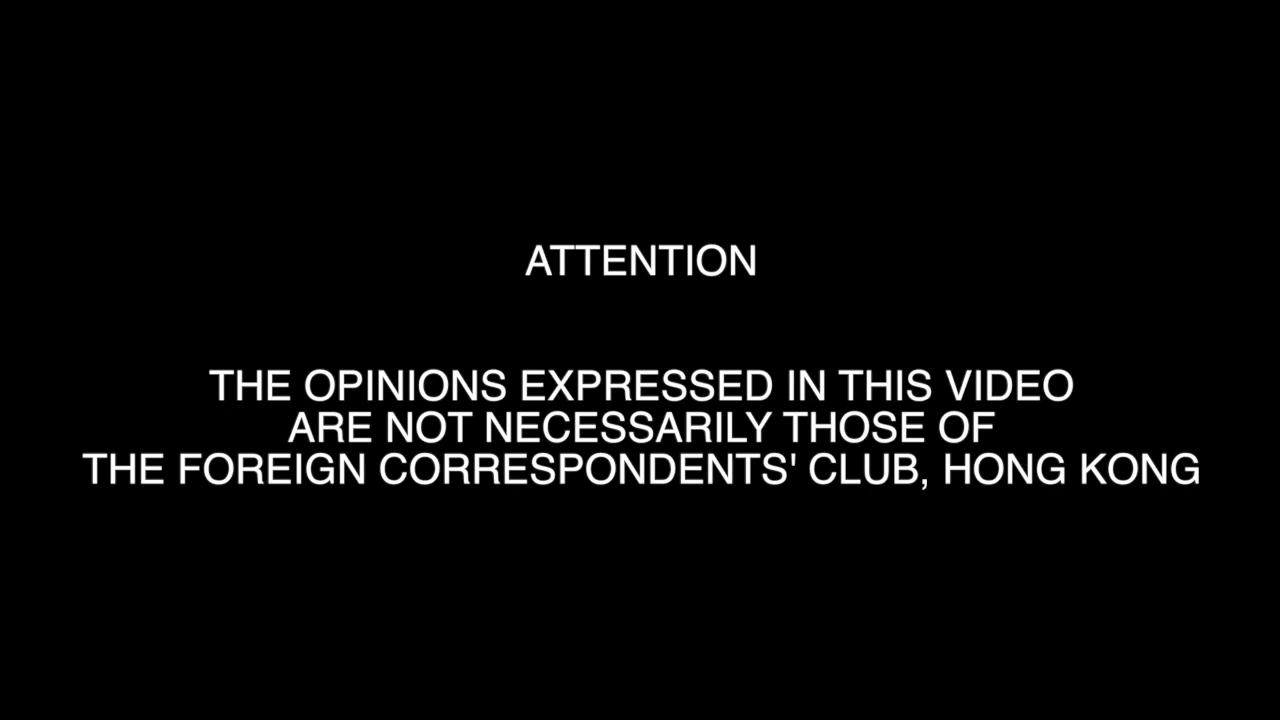 ATTENTION
THE OPINIONS EXPRESSED IN THIS VIDEO
ARE NOT NECESSARILY THOSE OF
THE FOREIGN CORRESPONDENTS' CLUB, HONG KONG